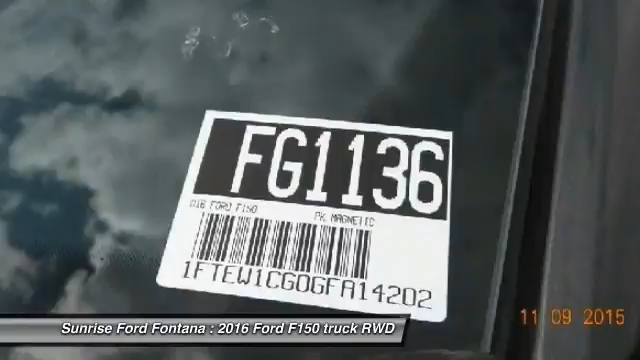 FG1136
016 FORD F150 PK MAGNETIC
1FTEW1CG0GFA14202
11 09 2015
Sunrise Ford Fontana : 2016 Ford F150 truck RWD